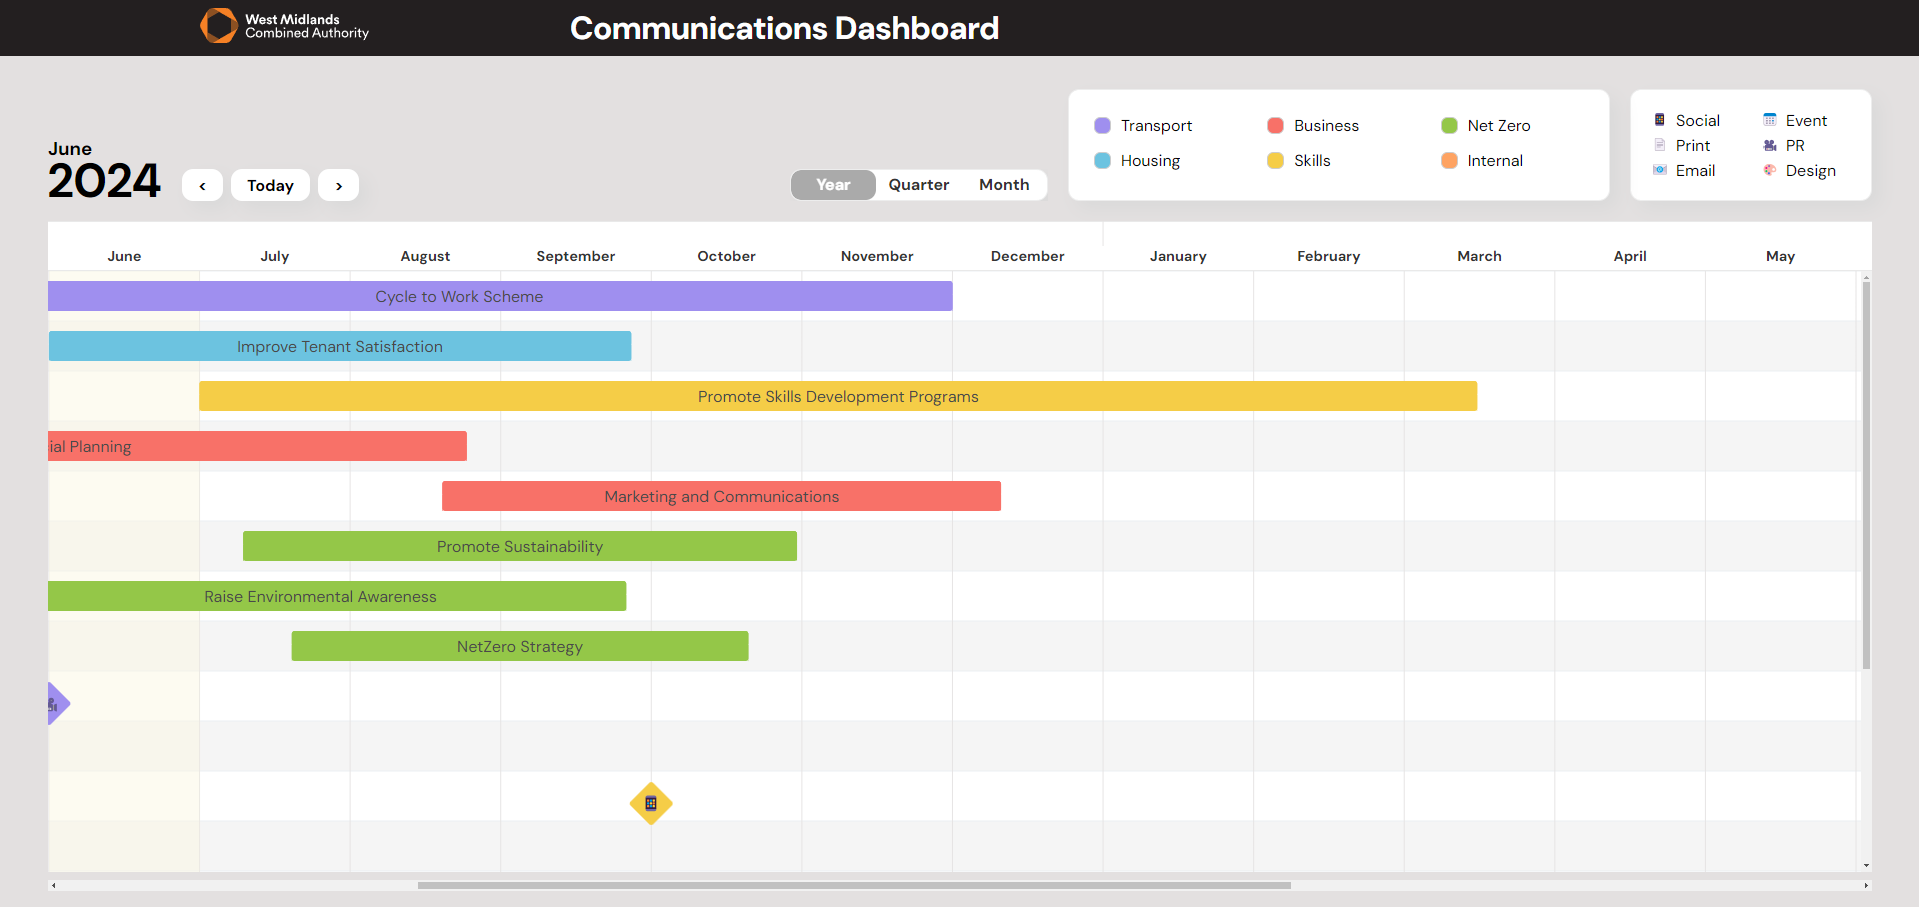 West Midlands
Combined Authority
Communications Dashboard
Transport
Business
Net Zero
Housing
Skills
Internal
Social
Event
Print
PR
Email
Design
June
2024
< Today >
Year Quarter Month
June July August September October November December January February March April May
Cycle to Work Scheme
Improve Tenant Satisfaction
Promote Skills Development Programs
ial Planning
Marketing and Communications
Promote Sustainability
Raise Environmental Awareness
NetZero Strategy